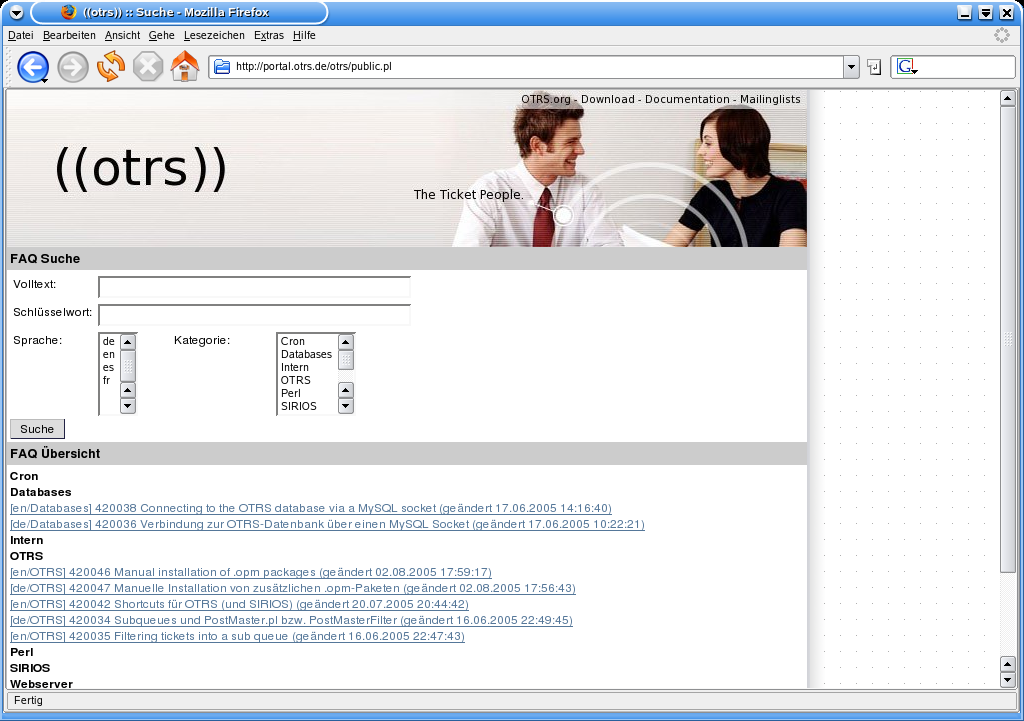 ((otrs)) :: Suche - Mozilla Firefox
Datei Bearbeiten Ansicht Gehe Lesezeichen Extras Hilfe
http://portal.otrs.de/otrs/public.pl
G
OTRS.org - Download - Documentation - Mailinglists
((otrs))
The Ticket People.
FAQ Suche
Volltext:
Schlüsselwort:
Sprache:
de
en
es
fr
Kategorie:
Cron
Databases
Intern
OTRS
Perl
SIRIOS
Suche
FAQ Übersicht
Cron
Databases
[en/Databases] 420038 Connecting to the OTRS database via a MySQL socket (geändert 17.06.2005 14:16:40)
[de/Databases] 420036 Verbindung zur OTRS-Datenbank über einen MySQL Socket (geändert 17.06.2005 10:22:21)
Intern
OTRS
[en/OTRS] 420046 Manual installation of .opm packages (geändert 02.08.2005 17:59:17)
[de/OTRS] 420047 Manuelle Installation von zusätzlichen .opm-Paketen (geändert 02.08.2005 17:56:43)
[en/OTRS] 420042 Shortcuts für OTRS (und SIRIOS) (geändert 20.07.2005 20:44:42)
[de/OTRS] 420034 Subqueues und PostMaster.pl bzw. PostMasterFilter (geändert 16.06.2005 22:49:45)
[en/OTRS] 420035 Filtering tickets into a sub queue (geändert 16.06.2005 22:47:43)
Perl
SIRIOS
Webserver
Fertig